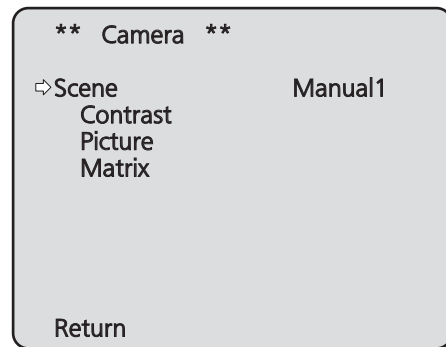 ** Camera **
⇨Scene Manual1
Contrast
Picture
Matrix
Return